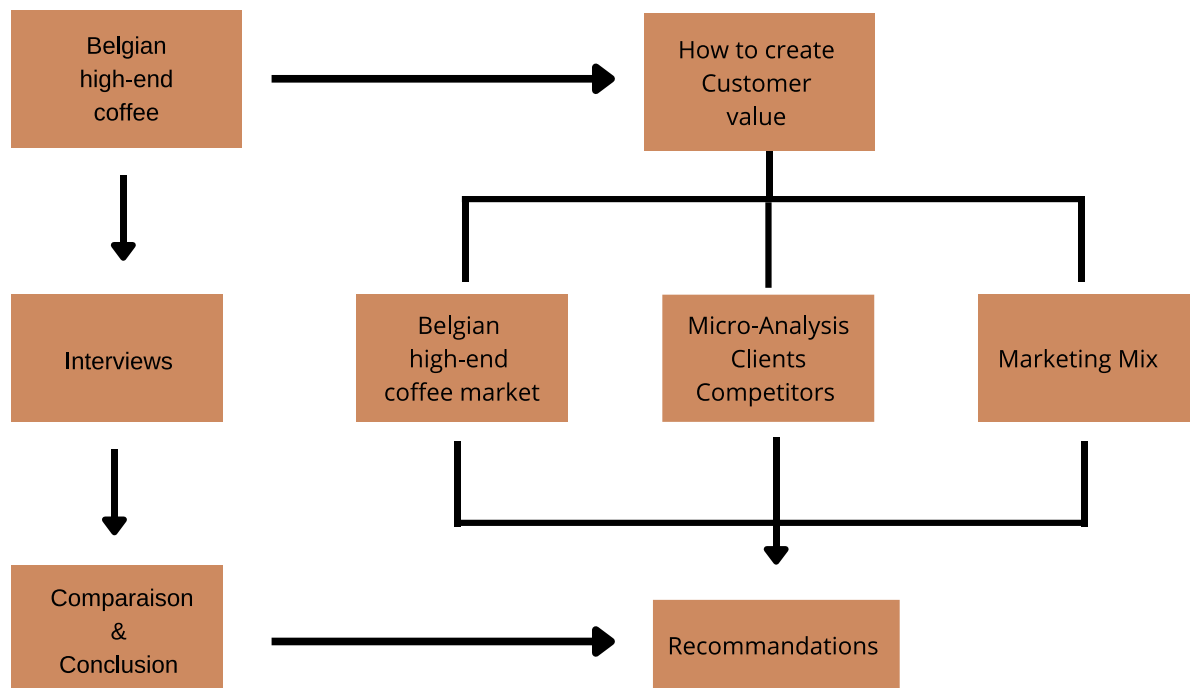 Belgian
high-end
coffee
How to create
Customer
value
Interviews
Belgian
high-end
coffee market
Micro-Analysis
Clients
Competitors
Marketing Mix
Comparaison
&
Conclusion
Recommandations